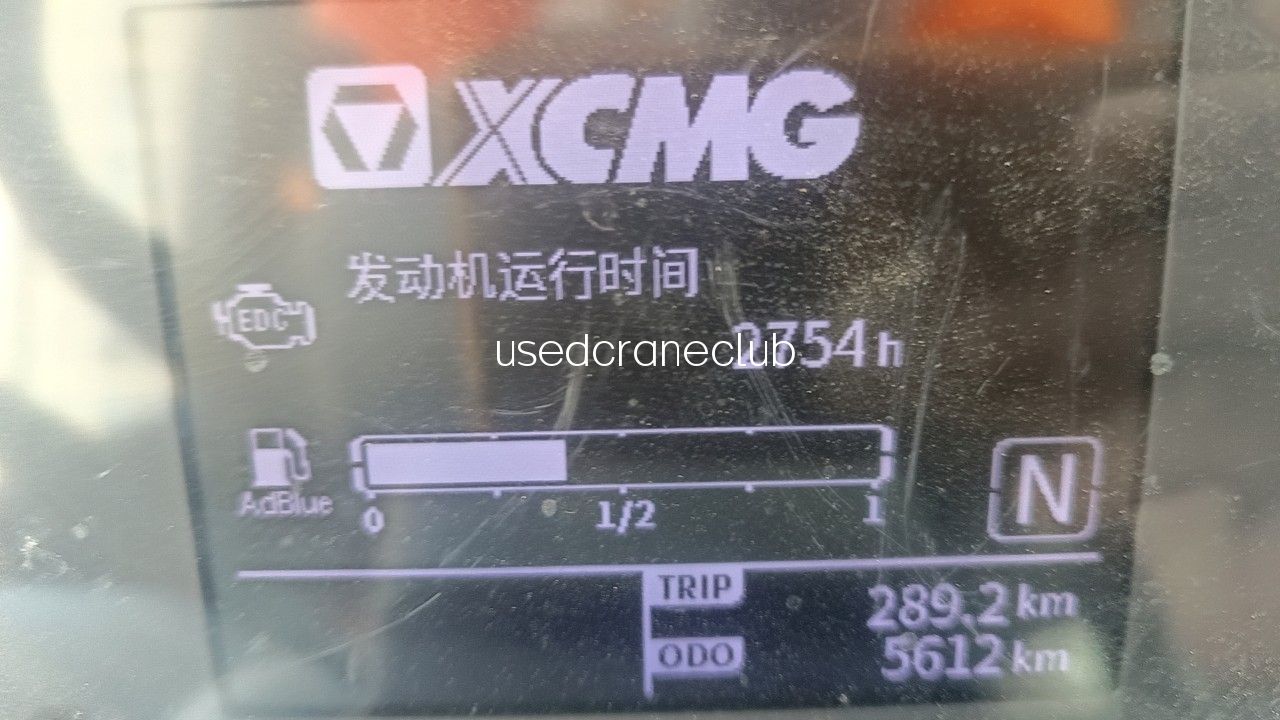 XCMG
发动机运行时间
EDC
2754 h
usedcraneclub
AdBlue
0 1/2 1
N
TRIP 289.2 km
ODO 5612 km